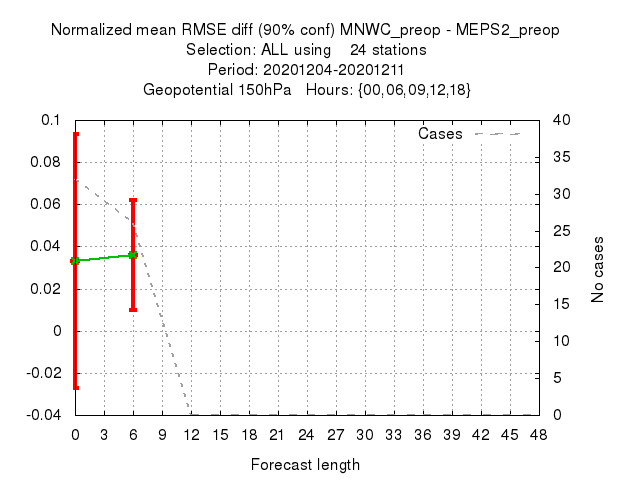 Normalized mean RMSE diff (90% conf) MNWC_preop - MEPS2_preop
Selection: ALL using 24 stations
Period: 20201204-20201211
Geopotential 150hPa Hours: {00,06,09,12,18}
0.1
0.08
0.06
0.04
0.02
0
-0.02
-0.04
Cases
40
35
30
25
20
15
10
5
0
No cases
0 3 6 9 12 15 18 21 24 27 30 33 36 39 42 45 48
Forecast length